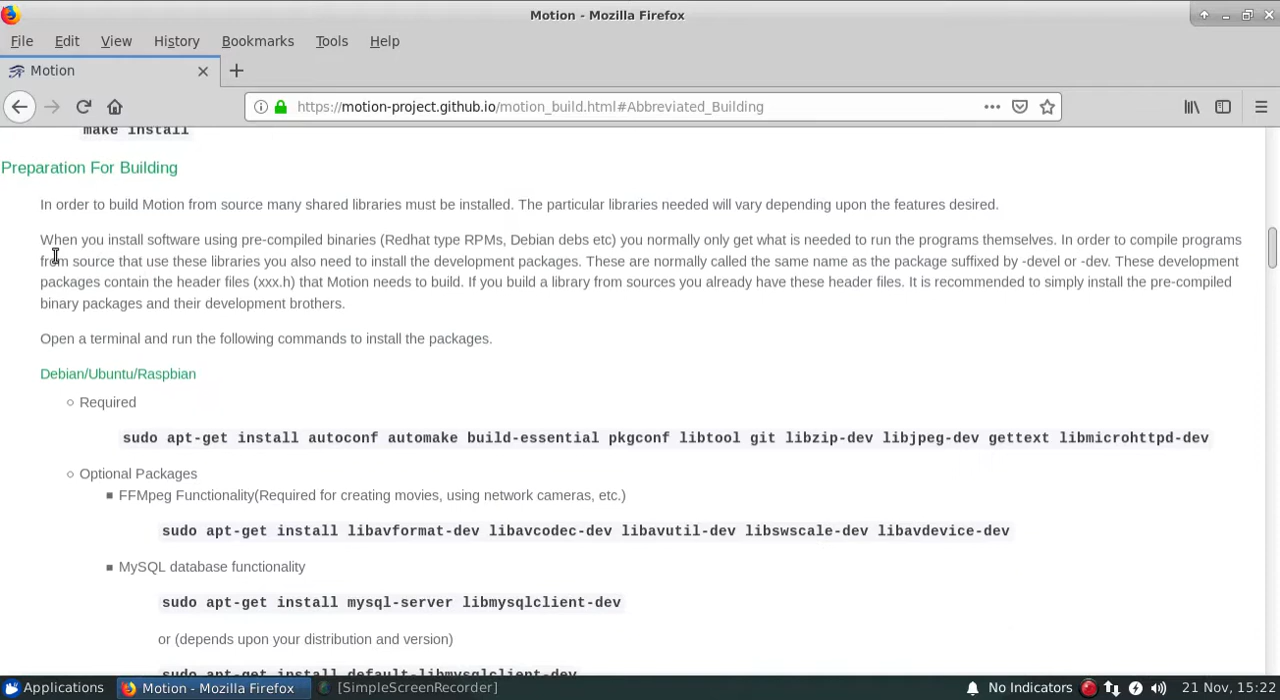 Motion - Mozilla Firefox
File Edit View History Bookmarks Tools Help
Motion
https://motion-project.github.io/motion_build.html#Abbreviated_Building
make install
Preparation For Building
In order to build Motion from source many shared libraries must be installed. The particular libraries needed will vary depending upon the features desired.
When you install software using pre-compiled binaries (Redhat type RPMs, Debian debs etc) you normally only get what is needed to run the programs themselves. In order to compile programs
from source that use these libraries you also need to install the development packages. These are normally called the same name as the package suffixed by -devel or -dev. These development
packages contain the header files (xxx.h) that Motion needs to build. If you build a library from sources you already have these header files. It is recommended to simply install the pre-compiled
binary packages and their development brothers.
Open a terminal and run the following commands to install the packages.
Debian/Ubuntu/Raspbian
Required
sudo apt-get install autoconf automake build-essential pkgconf libtool git libzip-dev libjpeg-dev gettext libmicrohttpd-dev
Optional Packages
FFMpeg Functionality(Required for creating movies, using network cameras, etc.)
sudo apt-get install libavformat-dev libavcodec-dev libavutil-dev libswscale-dev libavdevice-dev
MySQL database functionality
sudo apt-get install mysql-server libmysqlclient-dev
or (depends upon your distribution and version)
sudo apt-get install default-libmysqlclient-dev
Applications Motion - Mozilla Firefox [SimpleScreenRecorder] No Indicators 21 Nov, 15:22